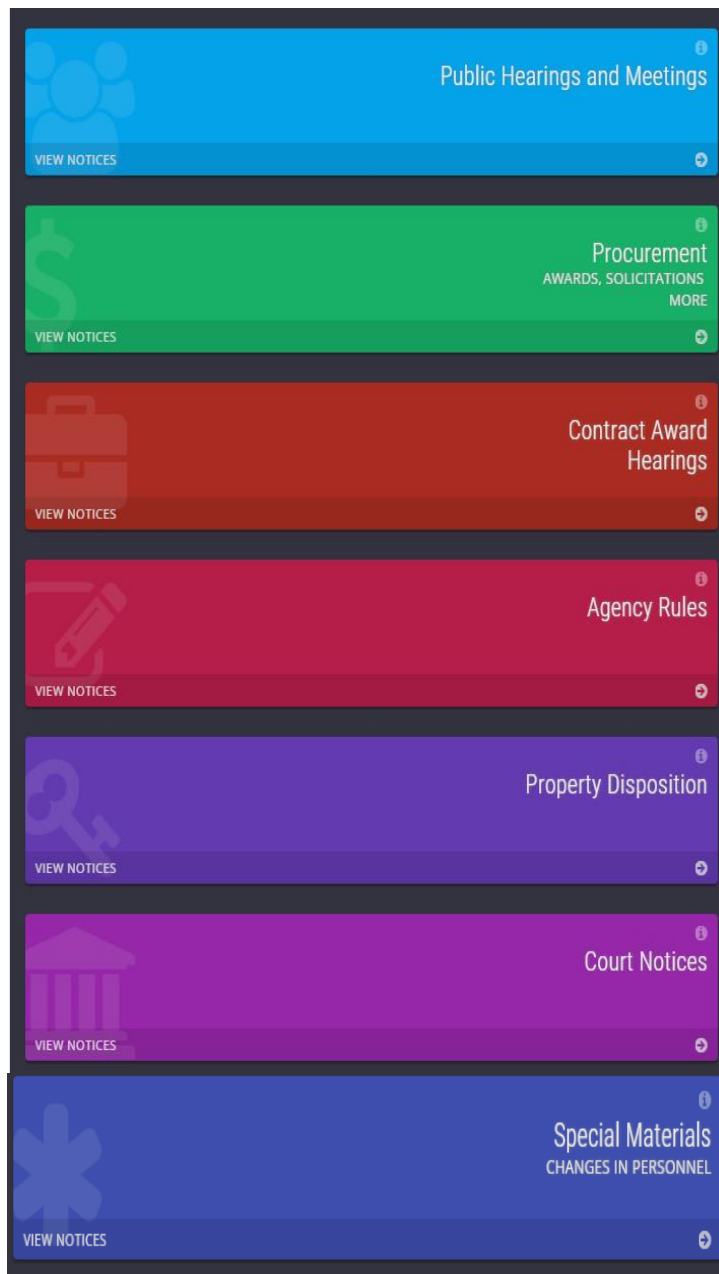 Public Hearings and Meetings
VIEW NOTICES
Procurement
AWARDS, SOLICITATIONS
MORE
VIEW NOTICES
Contract Award
Hearings
VIEW NOTICES
Agency Rules
VIEW NOTICES
Property Disposition
VIEW NOTICES
Court Notices
VIEW NOTICES
Special Materials
CHANGES IN PERSONNEL
VIEW NOTICES